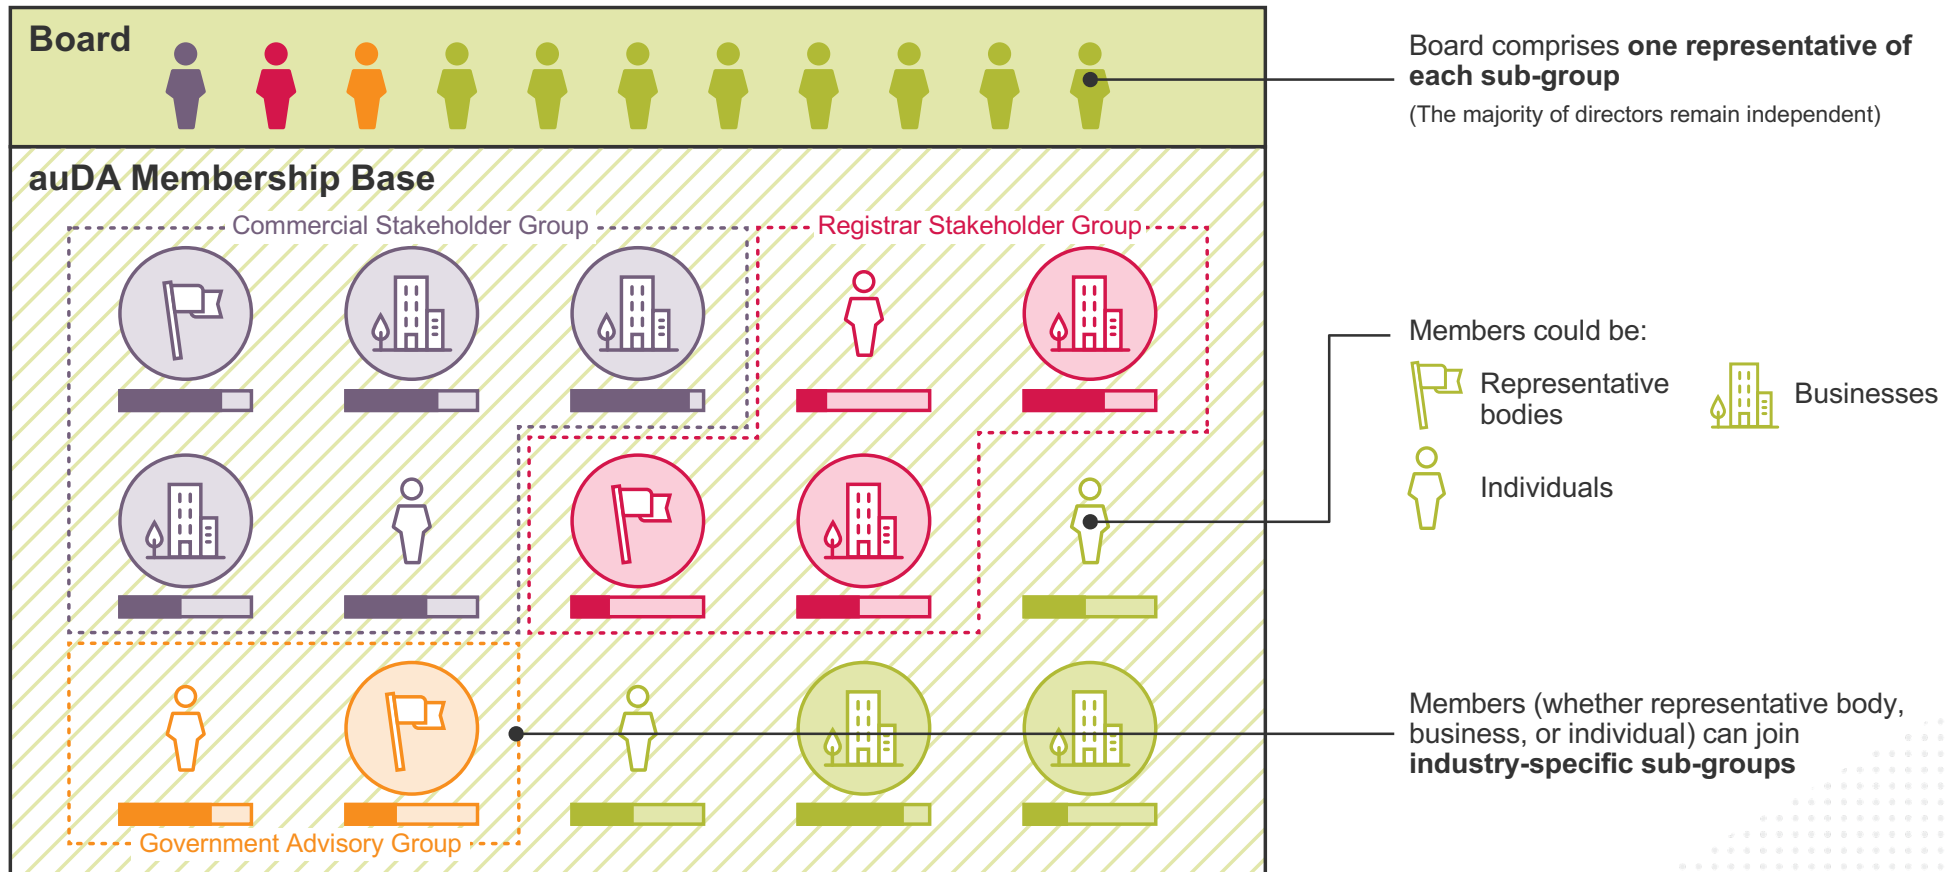 Board
Board comprises one representative of
each sub-group
(The majority of directors remain independent)
auDA Membership Base
Commercial Stakeholder Group
Registrar Stakeholder Group
Members could be:
Representative
bodies
Businesses
Individuals
Members (whether representative body,
business, or individual) can join
industry-specific sub-groups
Government Advisory Group